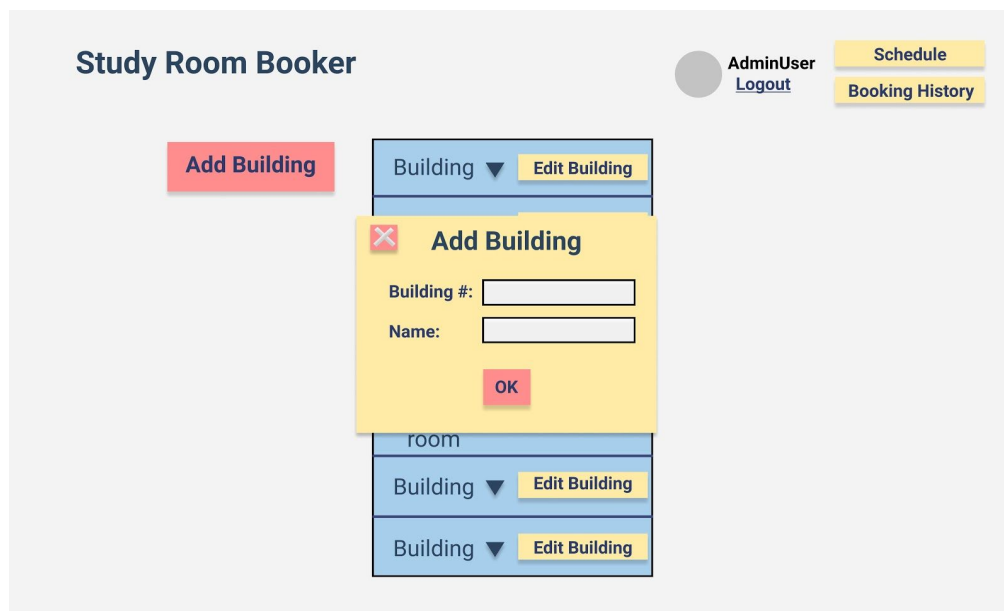 Study Room Booker
AdminUser
Logout
Schedule
Booking History
Add Building
Building
Edit Building
Add Building
Building #:
Name:
OK
room
Building
Edit Building
Building
Edit Building